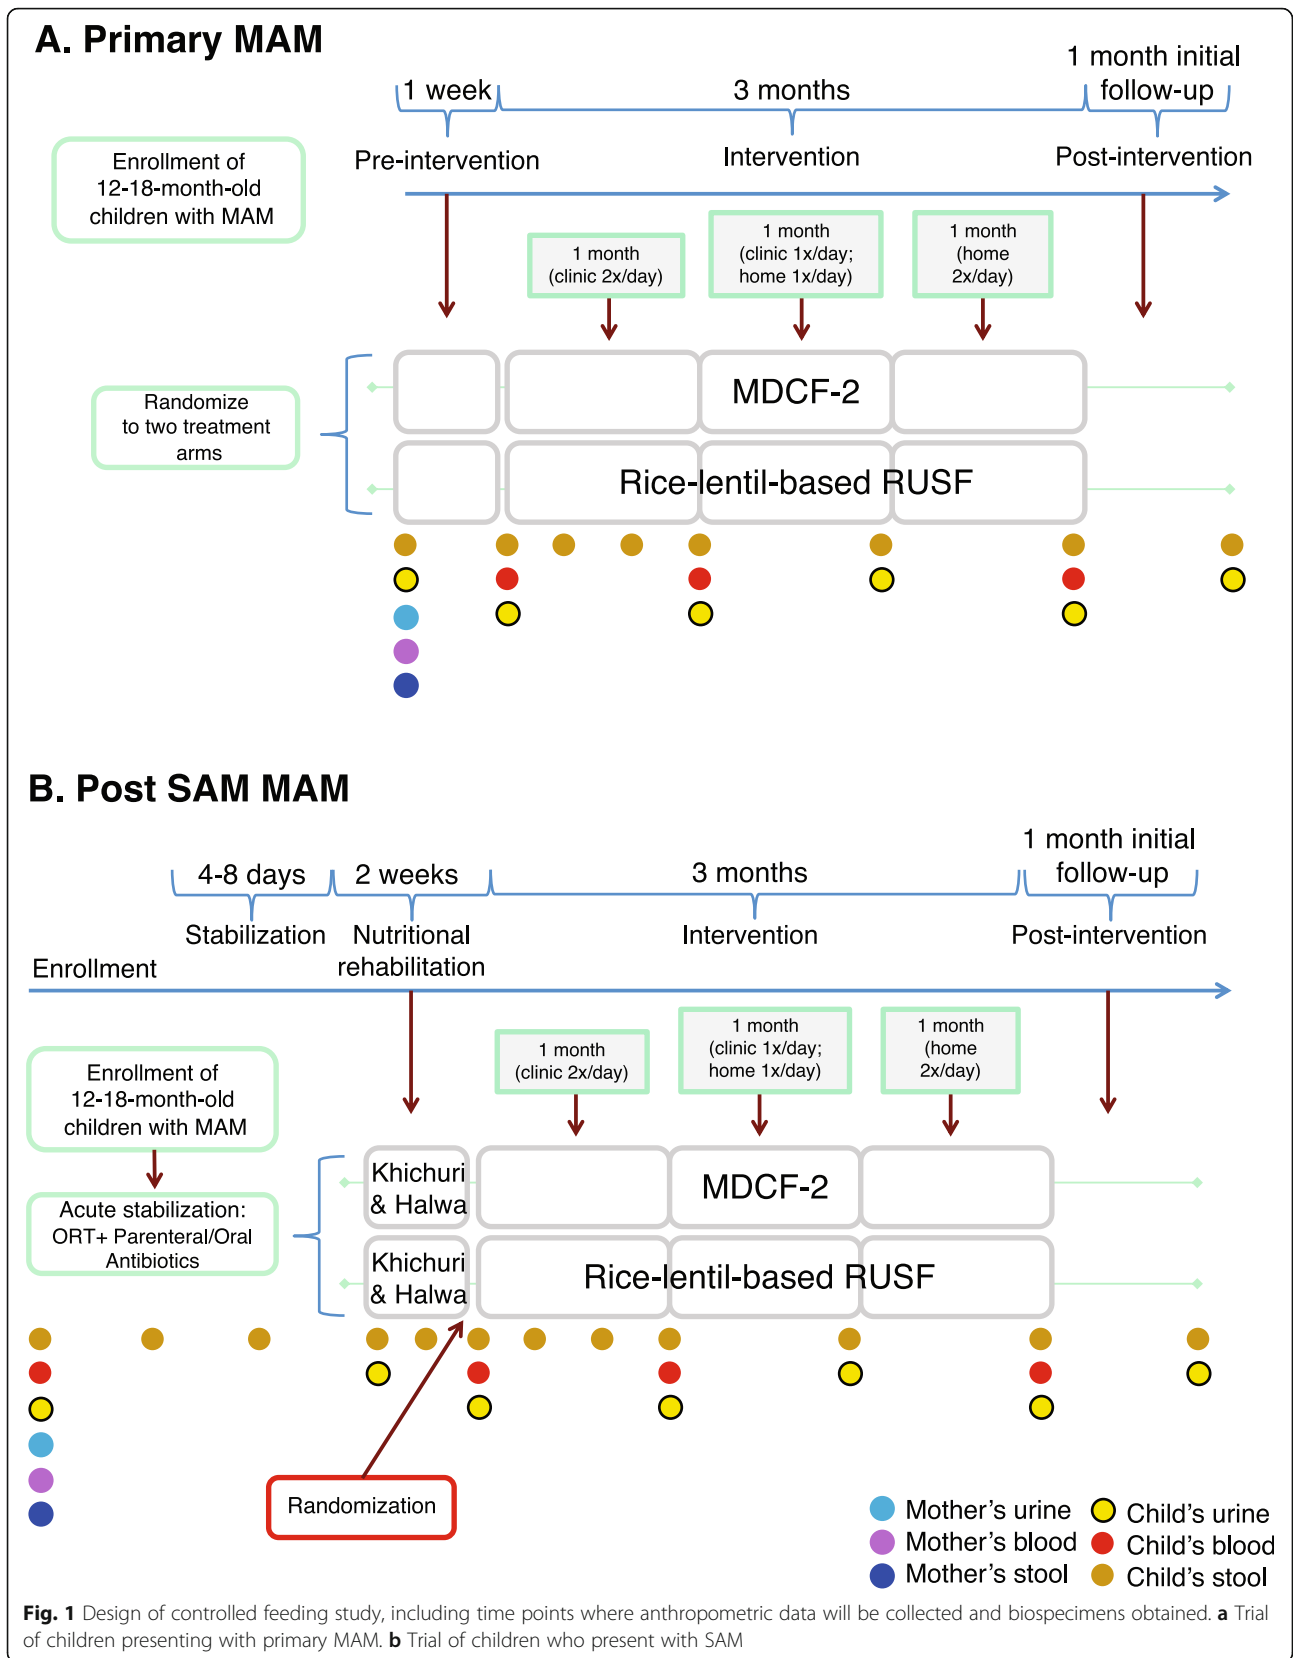 A. Primary MAM
1 week
3 months
1 month initial
follow-up
Pre-intervention
Intervention
Post-intervention
Enrollment of
12-18-month-old
children with MAM
1 month
(clinic 2x/day)
1 month
(clinic 1x/day;
home 1x/day)
1 month
(home
2x/day)
Randomize
to two treatment
arms
MDCF-2
Rice-lentil-based RUSF
B. Post SAM MAM
4-8 days
2 weeks
3 months
1 month initial
follow-up
Enrollment
Stabilization
Nutritional
rehabilitation
Intervention
Post-intervention
Enrollment of
12-18-month-old
children with MAM
1 month
(clinic 2x/day)
1 month
(clinic 1x/day;
home 1x/day)
1 month
(home
2x/day)
Acute stabilization:
ORT+ Parenteral/Oral
Antibiotics
Khichuri
& Halwa
MDCF-2
Khichuri
& Halwa
Rice-lentil-based RUSF
Randomization
Mother's urine
Mother's blood
Mother's stool
Child's urine
Child's blood
Child's stool
Fig. 1 Design of controlled feeding study, including time points where anthropometric data will be collected and biospecimens obtained. a Trial
of children presenting with primary MAM. b Trial of children who present with SAM